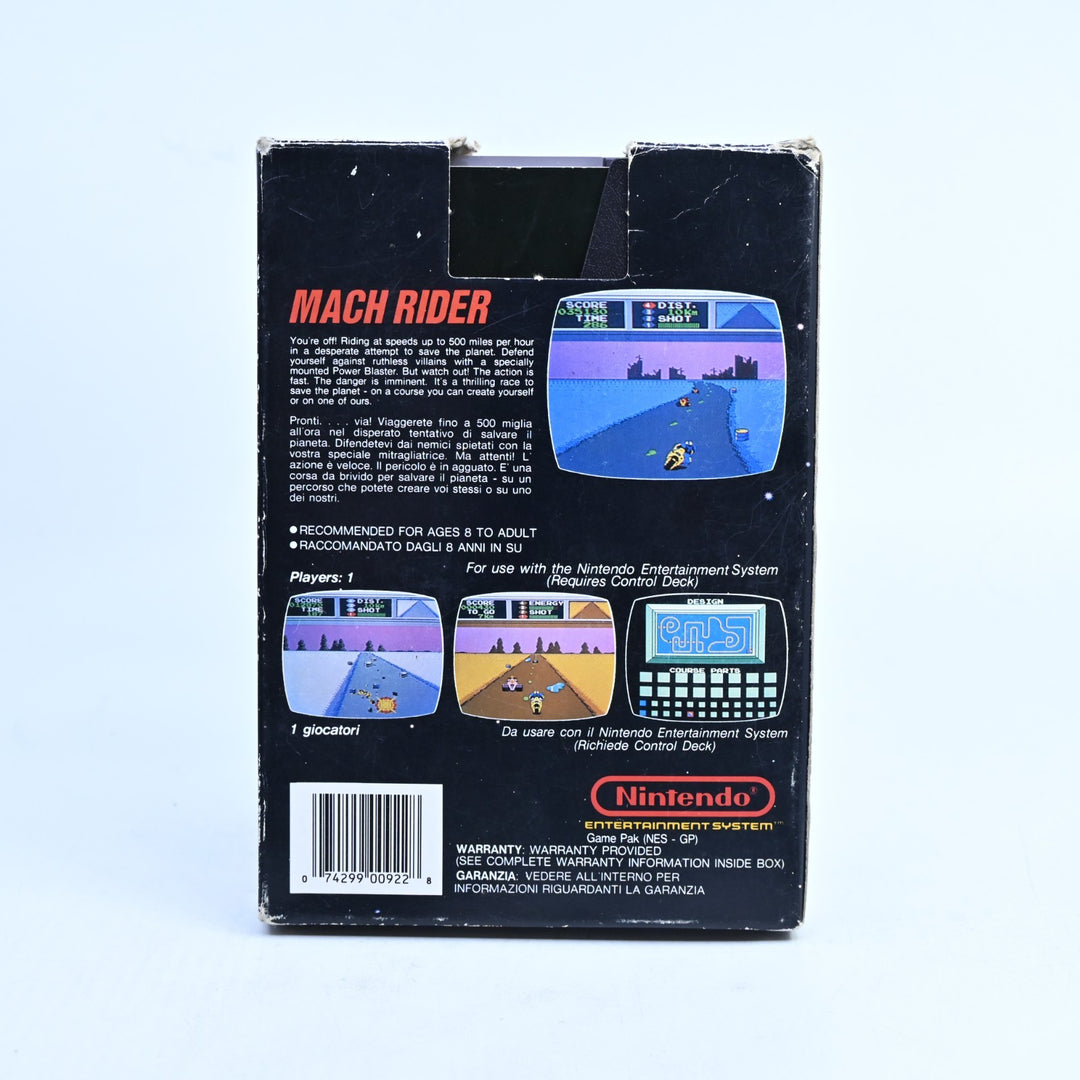 MACH RIDER
You're off! Riding at speeds up to 500 miles per hour
in a desperate attempt to save the planet. Defend
yourself against ruthless villains with a specially
mounted Power Blaster. But watch out! The action is
fast. The danger is imminent. It's a thrilling race to
save the planet - on a course you can create yourself
or on one of ours.
Pronti. . . . via! Viaggerete fino a 500 miglia
all'ora nel disperato tentativo di salvare il
pianeta. Difendetevi dai nemici spietati con la
vostra speciale mitragliatrice. Ma attenti! L'
azione è veloce. Il pericolo è in agguato. E' una
corsa da brivido per salvare il pianeta - su un
percorso che potete creare voi stessi o su uno
dei nostri.
SCORE DIST.
035130 10Km
TIME SHOT
286
● RECOMMENDED FOR AGES 8 TO ADULT
● RACCOMANDATO DAGLI 8 ANNI IN SU
Players: 1
For use with the Nintendo Entertainment System
(Requires Control Deck)
SCORE DIST.
TIME SHOT
SCORE ENERGY
TO GO SHOT
DESIGN
COURSE PARTS
1 giocatori
Da usare con il Nintendo Entertainment System
(Richiede Control Deck)
Nintendo®
ENTERTAINMENT SYSTEM™
Game Pak (NES - GP)
WARRANTY: WARRANTY PROVIDED
(SEE COMPLETE WARRANTY INFORMATION INSIDE BOX)
GARANZIA: VEDERE ALL'INTERNO PER
INFORMAZIONI RIGUARDANTI LA GARANZIA
0 74299 00922 8